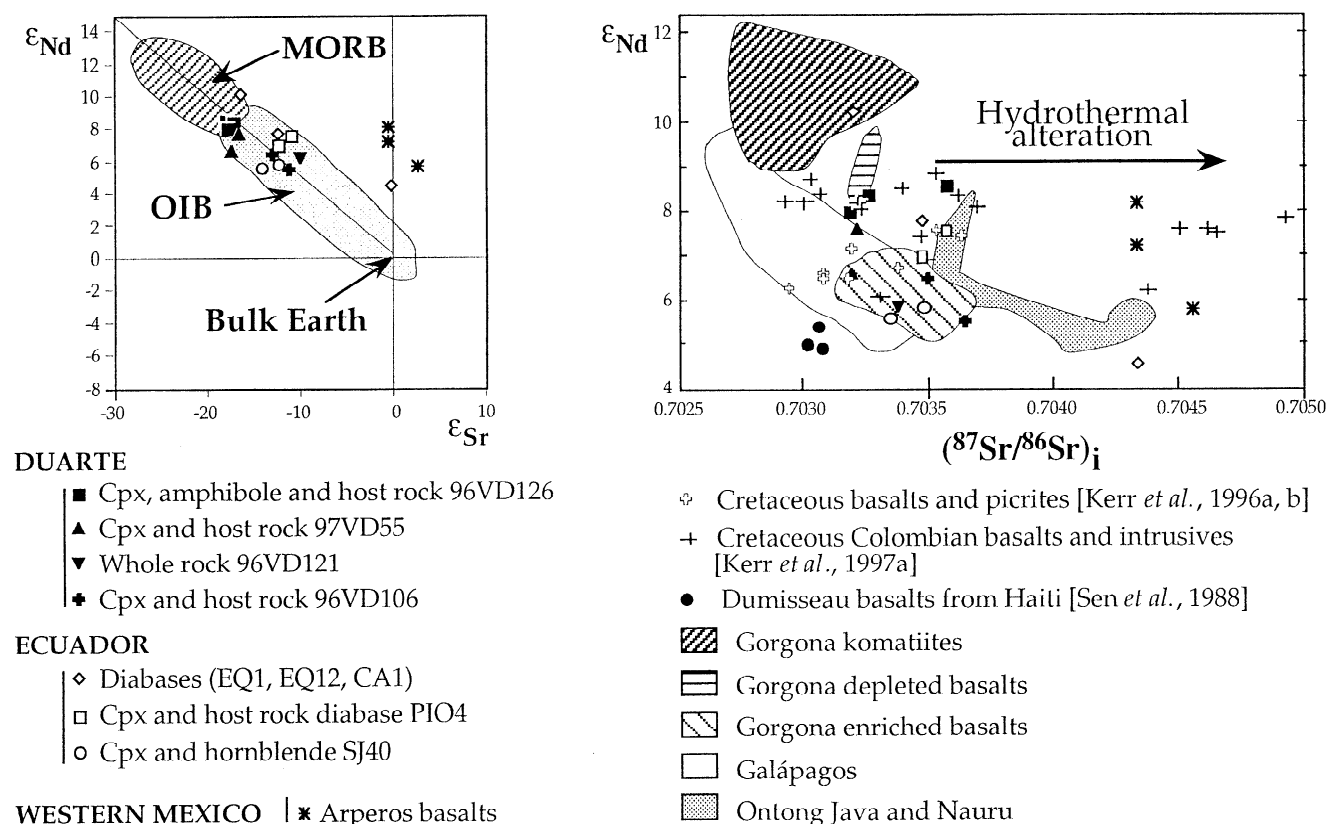 εNd
14
12
10
8
6
4
2
0
-2
-4
-6
-8
-30
-20
-10
0
10
εSr
MORB
OIB
Bulk Earth
εNd
12
10
8
6
4
0.7025
0.7030
0.7035
0.7040
0.7045
0.7050
(⁸⁷Sr/⁸⁶Sr)i
Hydrothermal
alteration
DUARTE
Cpx, amphibole and host rock 96VD126
Cpx and host rock 97VD55
Whole rock 96VD121
Cpx and host rock 96VD106
ECUADOR
Diabases (EQ1, EQ12, CA1)
Cpx and host rock diabase PIO4
Cpx and hornblende SJ40
WESTERN MEXICO
Arperos basalts
Cretaceous basalts and picrites [Kerr et al., 1996a, b]
Cretaceous Colombian basalts and intrusives
[Kerr et al., 1997a]
Dumisseau basalts from Haiti [Sen et al., 1988]
Gorgona komatiites
Gorgona depleted basalts
Gorgona enriched basalts
Galápagos
Ontong Java and Nauru